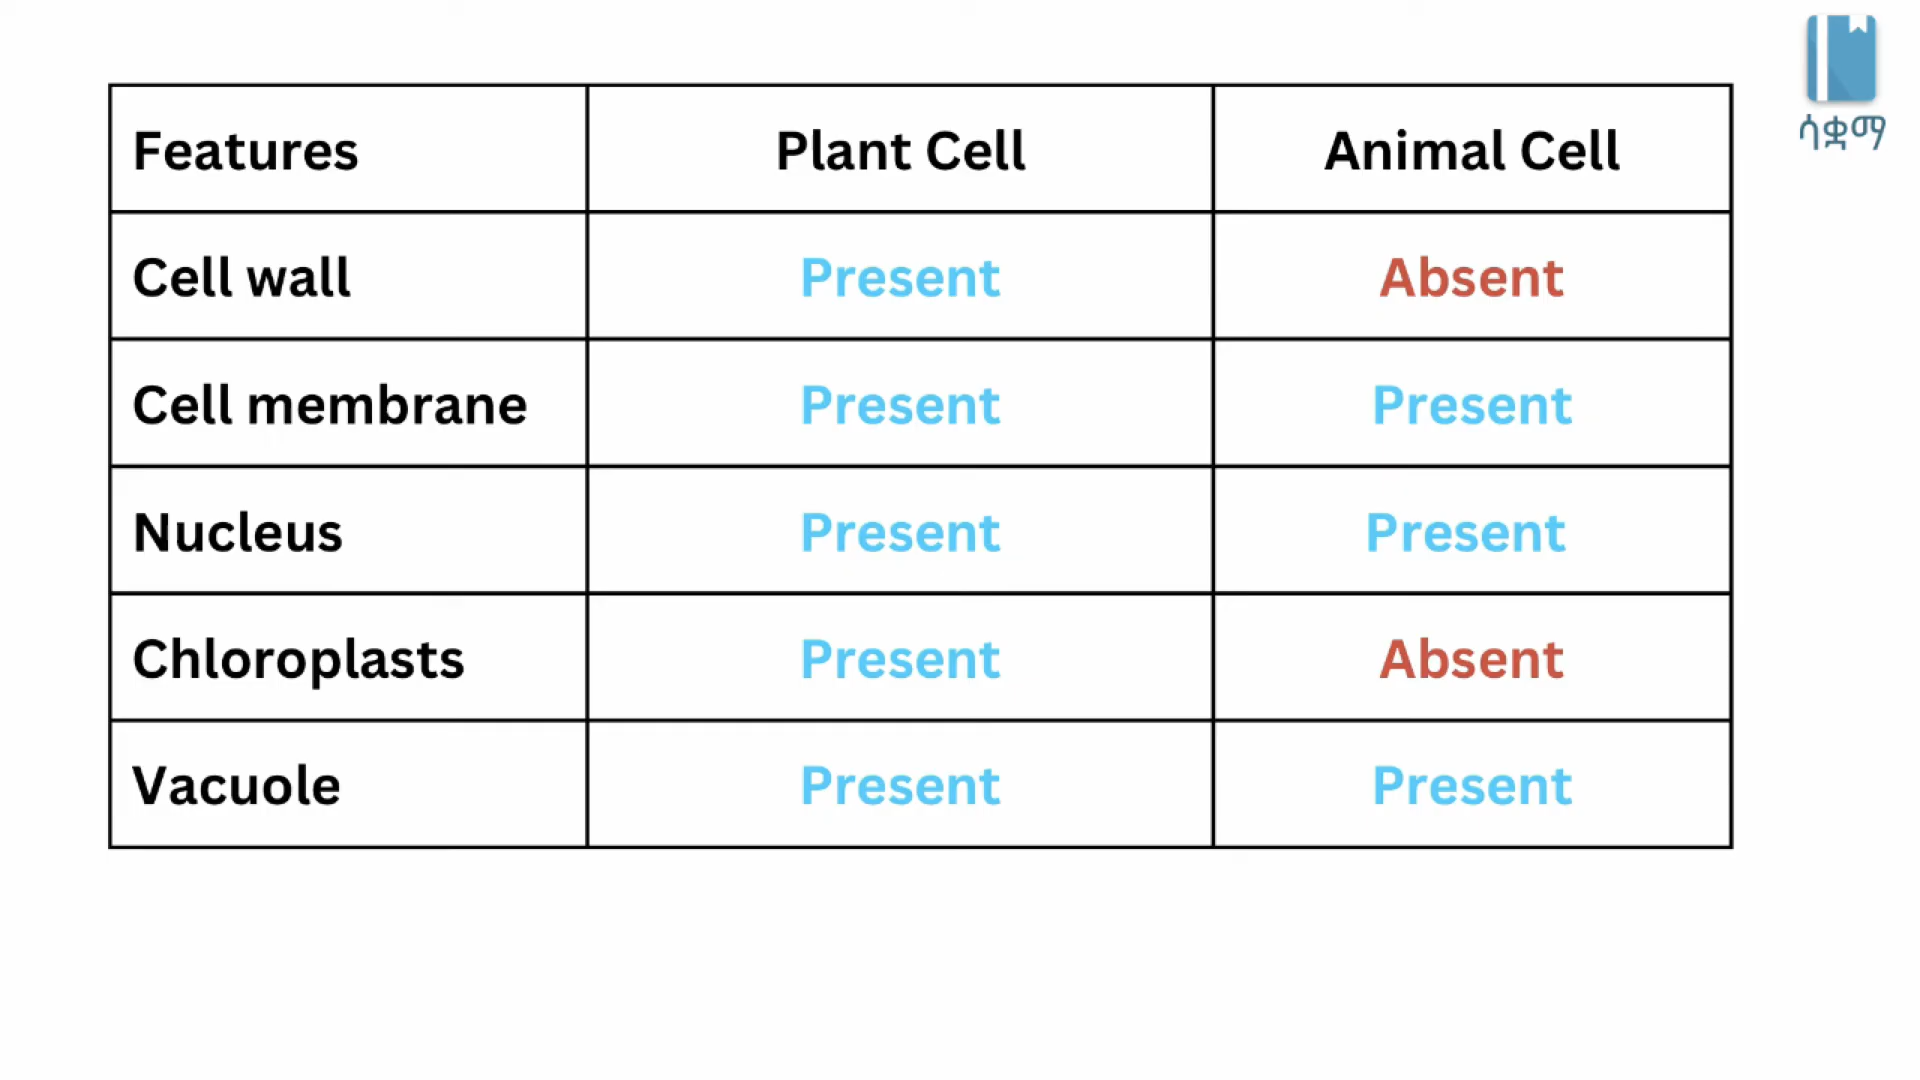 ሳቋማ
Features Plant Cell Animal Cell
Cell wall Present Absent
Cell membrane Present Present
Nucleus Present Present
Chloroplasts Present Absent
Vacuole Present Present